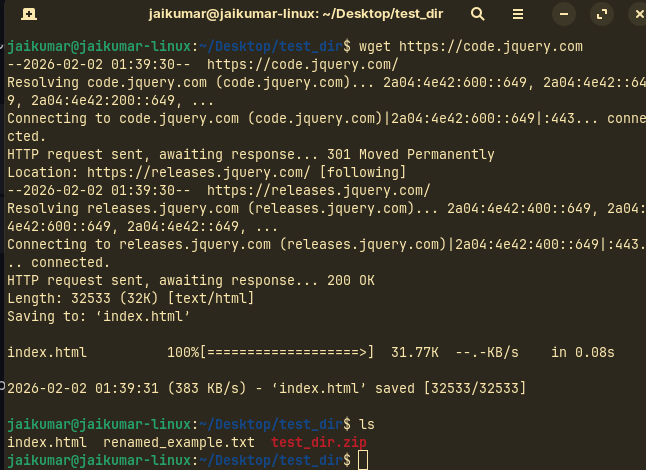 jaikumar@jaikumar-linux: ~/Desktop/test_dir
jaikumar@jaikumar-linux:~/Desktop/test_dir$ wget https://code.jquery.com
--2026-02-02 01:39:30--  https://code.jquery.com/
Resolving code.jquery.com (code.jquery.com)... 2a04:4e42:600::649, 2a04:4e42::64
9, 2a04:4e42:200::649, ...
Connecting to code.jquery.com (code.jquery.com)|2a04:4e42:600::649|:443... conne
cted.
HTTP request sent, awaiting response... 301 Moved Permanently
Location: https://releases.jquery.com/ [following]
--2026-02-02 01:39:30--  https://releases.jquery.com/
Resolving releases.jquery.com (releases.jquery.com)... 2a04:4e42:400::649, 2a04:
4e42:600::649, 2a04:4e42::649, ...
Connecting to releases.jquery.com (releases.jquery.com)|2a04:4e42:400::649|:443.
.. connected.
HTTP request sent, awaiting response... 200 OK
Length: 32533 (32K) [text/html]
Saving to: ‘index.html’
index.html          100%[===================>]  31.77K  --.-KB/s    in 0.08s
2026-02-02 01:39:31 (383 KB/s) - ‘index.html’ saved [32533/32533]
jaikumar@jaikumar-linux:~/Desktop/test_dir$ ls
index.html  renamed_example.txt  test_dir.zip
jaikumar@jaikumar-linux:~/Desktop/test_dir$